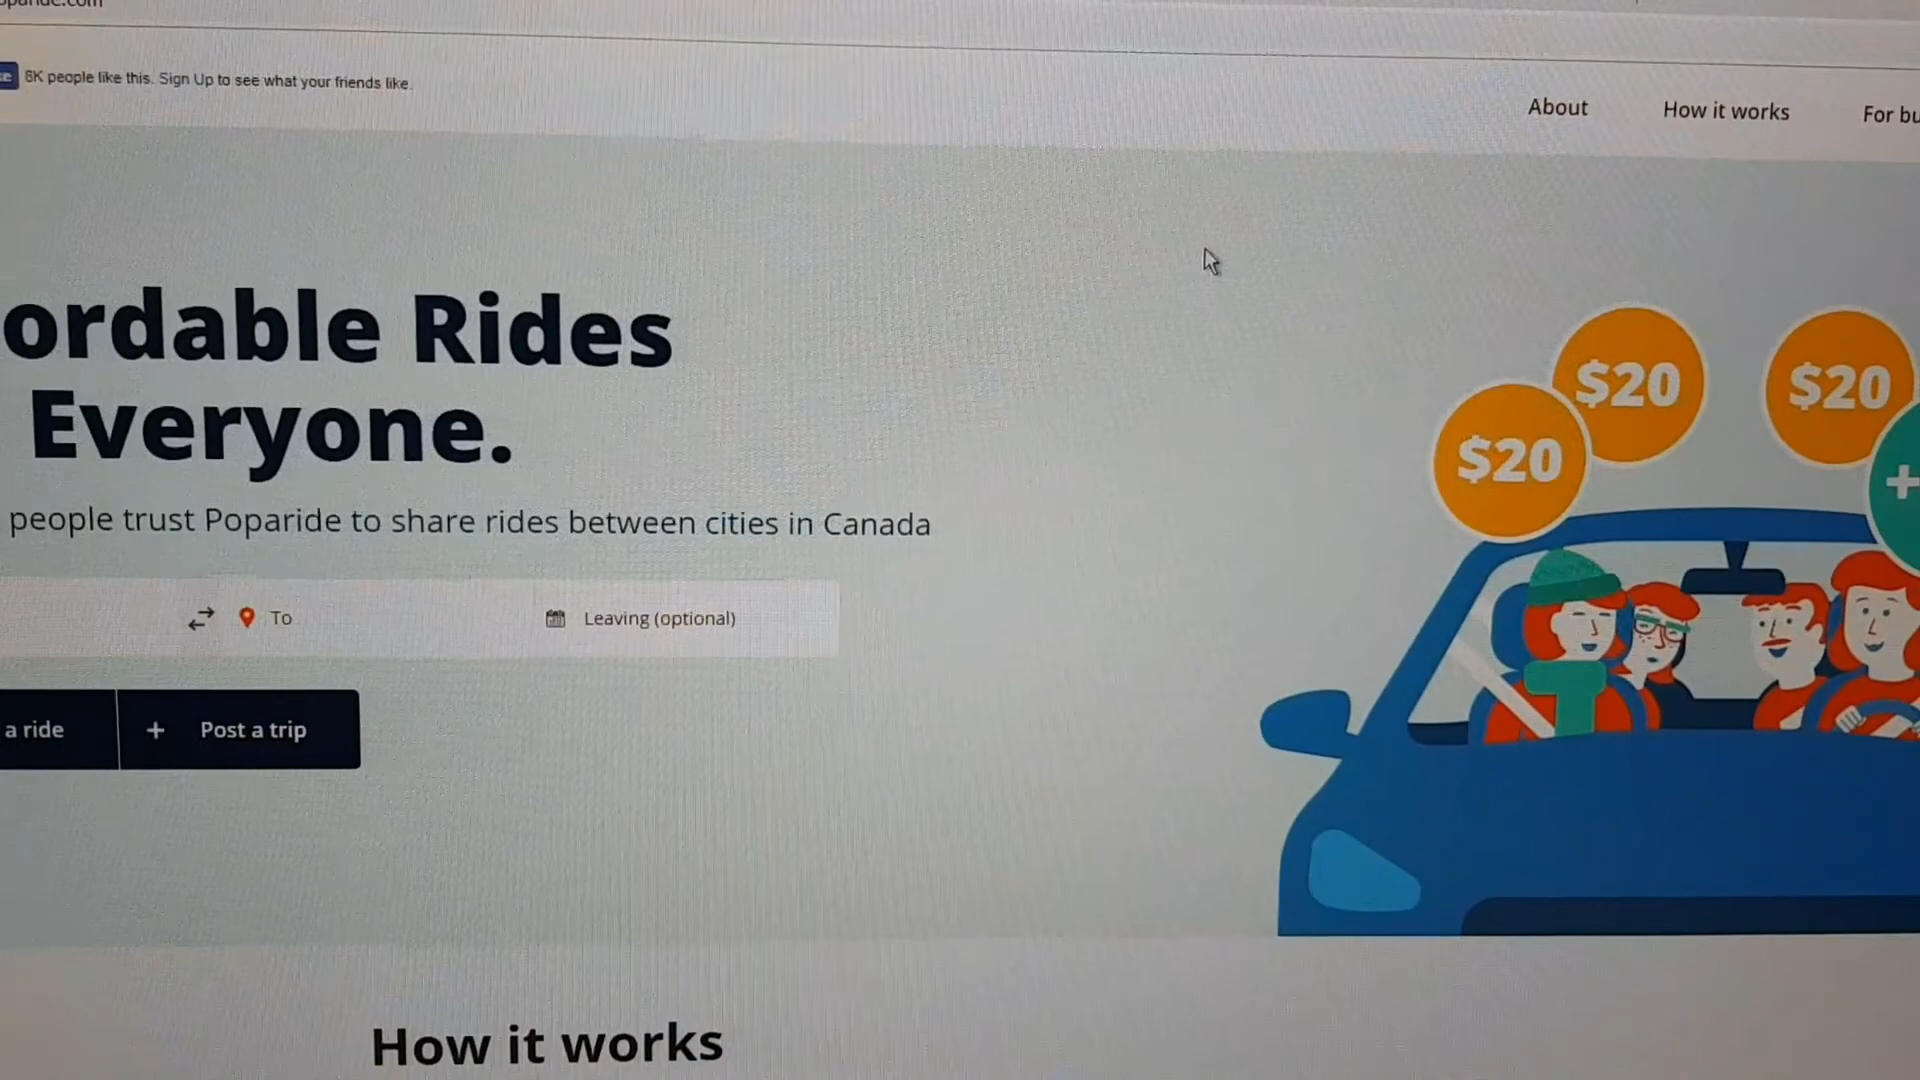 6K people like this. Sign Up to see what your friends like.
About
How it works
For
ordable Rides
Everyone.
people trust Poparide to share rides between cities in Canada
To
Leaving (optional)
a ride
+ Post a trip
$20
$20
$20
+
How it works